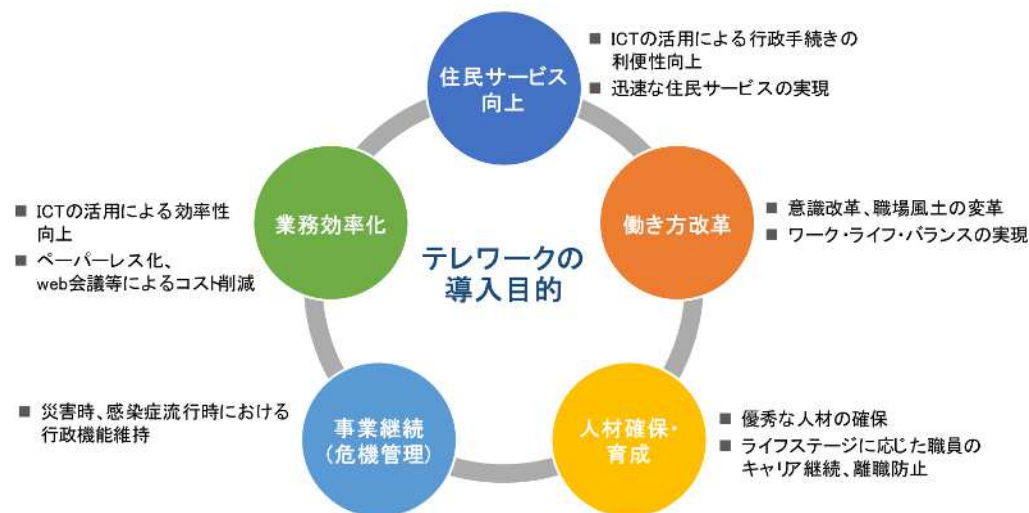 住民サービス
向上
■ ICTの活用による行政手続きの
利便性向上
■ 迅速な住民サービスの実現
働き方改革
■ 意識改革、職場風土の変革
■ ワーク・ライフ・バランスの実現
人材確保・
育成
■ 優秀な人材の確保
■ ライフステージに応じた職員の
キャリア継続、離職防止
事業継続
(危機管理)
■ 災害時、感染症流行時における
行政機能維持
業務効率化
■ ICTの活用による効率性
向上
■ ペーパーレス化、
web会議等によるコスト削減
テレワークの
導入目的